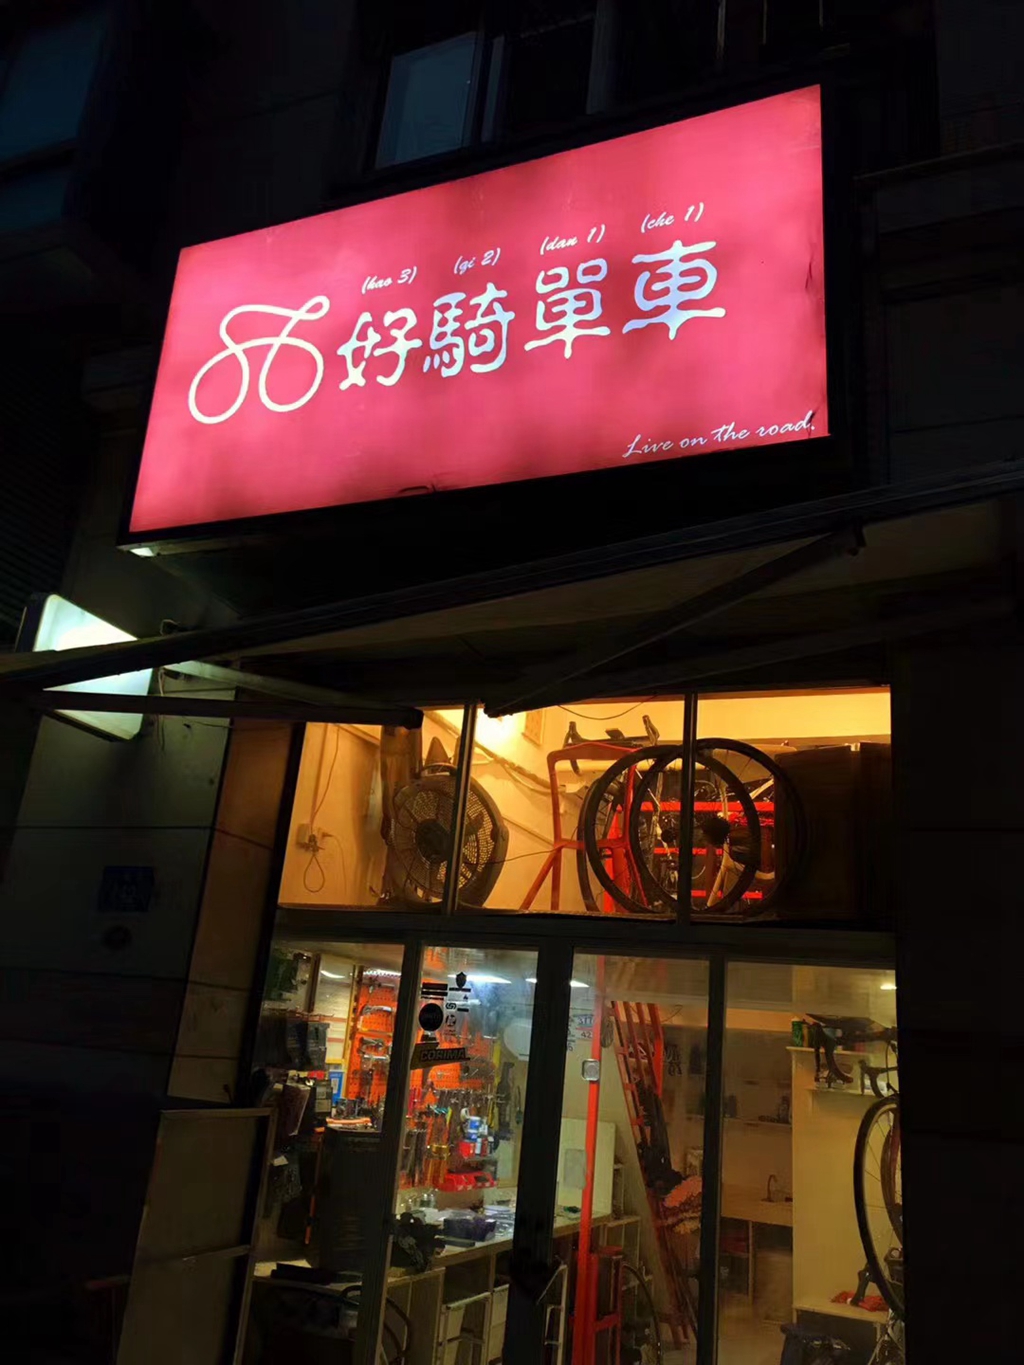 (hao 3) (qi 2) (dan 1) (che 1)
好騎單車
Live on the road.
CORIMA